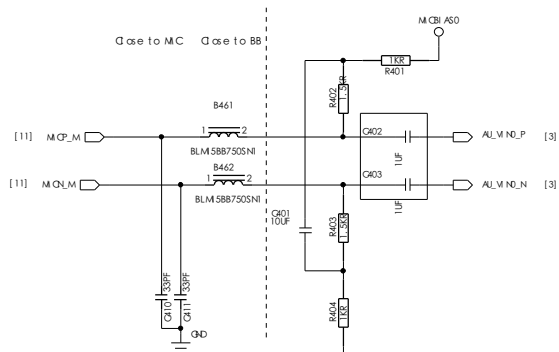 MICBIAS0
Close to MIC Close to BB
1KR
R401
R402
1.5KR
B461
[11] MICP_M
1 2
C402
AU_VIN0_P [3]
BLM15BB750SN1
1UF
B462
[11] MICN_M
1 2
C403
AU_VIN0_N [3]
BLM15BB750SN1
1UF
C401
10UF
R403
1.5KR
33PF
C410
33PF
C411
R404
1KR
GND